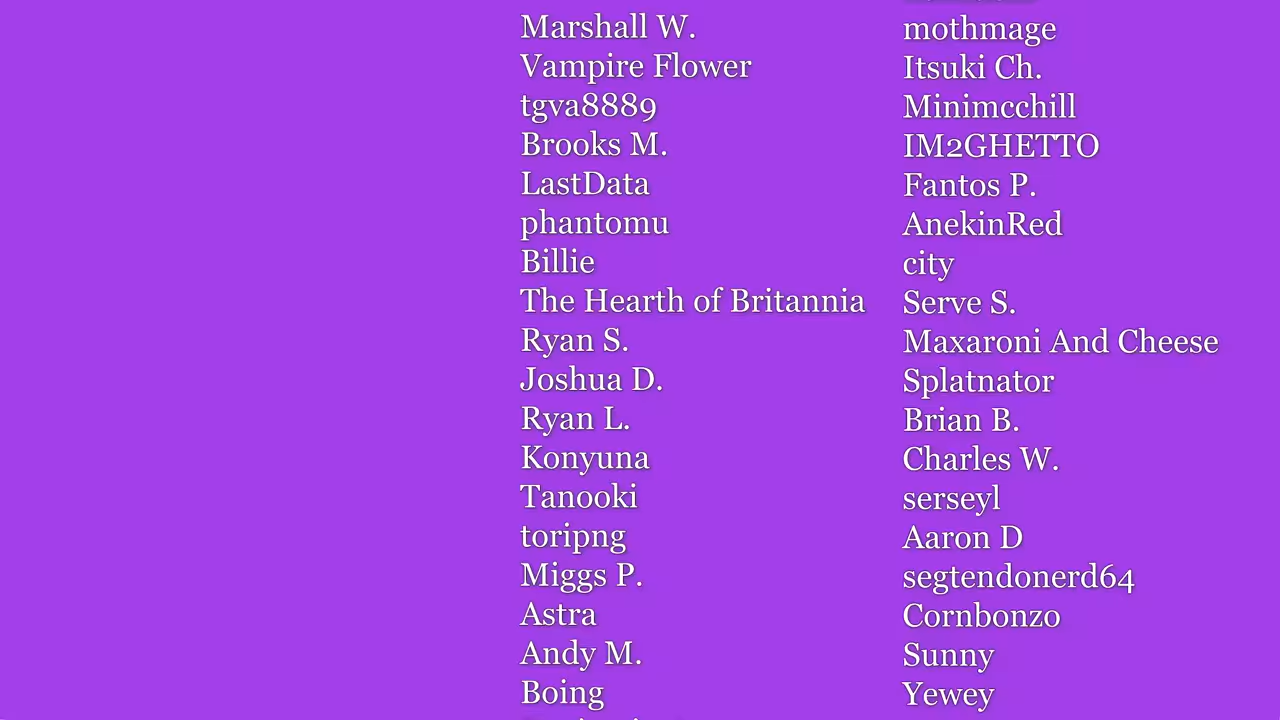 Marshall W.
Vampire Flower
tgva8889
Brooks M.
LastData
phantomu
Billie
The Hearth of Britannia
Ryan S.
Joshua D.
Ryan L.
Konyuna
Tanooki
toripng
Miggs P.
Astra
Andy M.
Boing
mothmage
Itsuki Ch.
Minimcchill
IM2GHETTO
Fantos P.
AnekinRed
city
Serve S.
Maxaroni And Cheese
Splatnator
Brian B.
Charles W.
serseyl
Aaron D
segtendonerd64
Cornbonzo
Sunny
Yewey